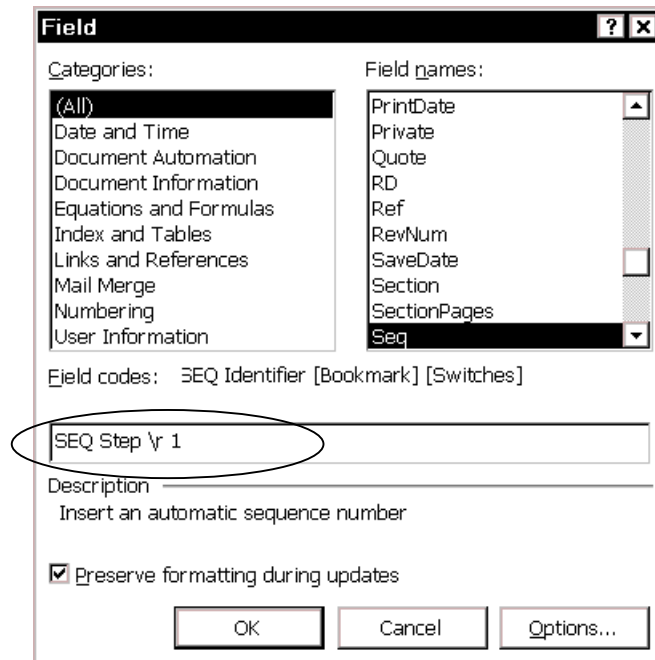 Field
Categories:
Field names:
(All)
Date and Time
Document Automation
Document Information
Equations and Formulas
Index and Tables
Links and References
Mail Merge
Numbering
User Information
PrintDate
Private
Quote
RD
Ref
RevNum
SaveDate
Section
SectionPages
Seq
Field codes: SEQ Identifier [Bookmark] [Switches]
SEQ Step \r 1
Description
Insert an automatic sequence number
Preserve formatting during updates
OK
Cancel
Options...